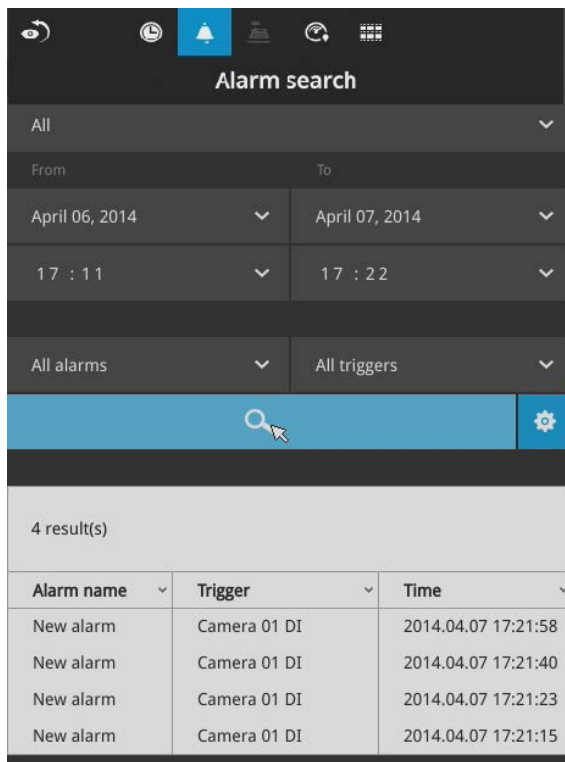 Alarm search
All
From To
April 06, 2014 April 07, 2014
17 : 11 17 : 22
All alarms All triggers
4 result(s)
Alarm name Trigger Time
New alarm Camera 01 DI 2014.04.07 17:21:58
New alarm Camera 01 DI 2014.04.07 17:21:40
New alarm Camera 01 DI 2014.04.07 17:21:23
New alarm Camera 01 DI 2014.04.07 17:21:15